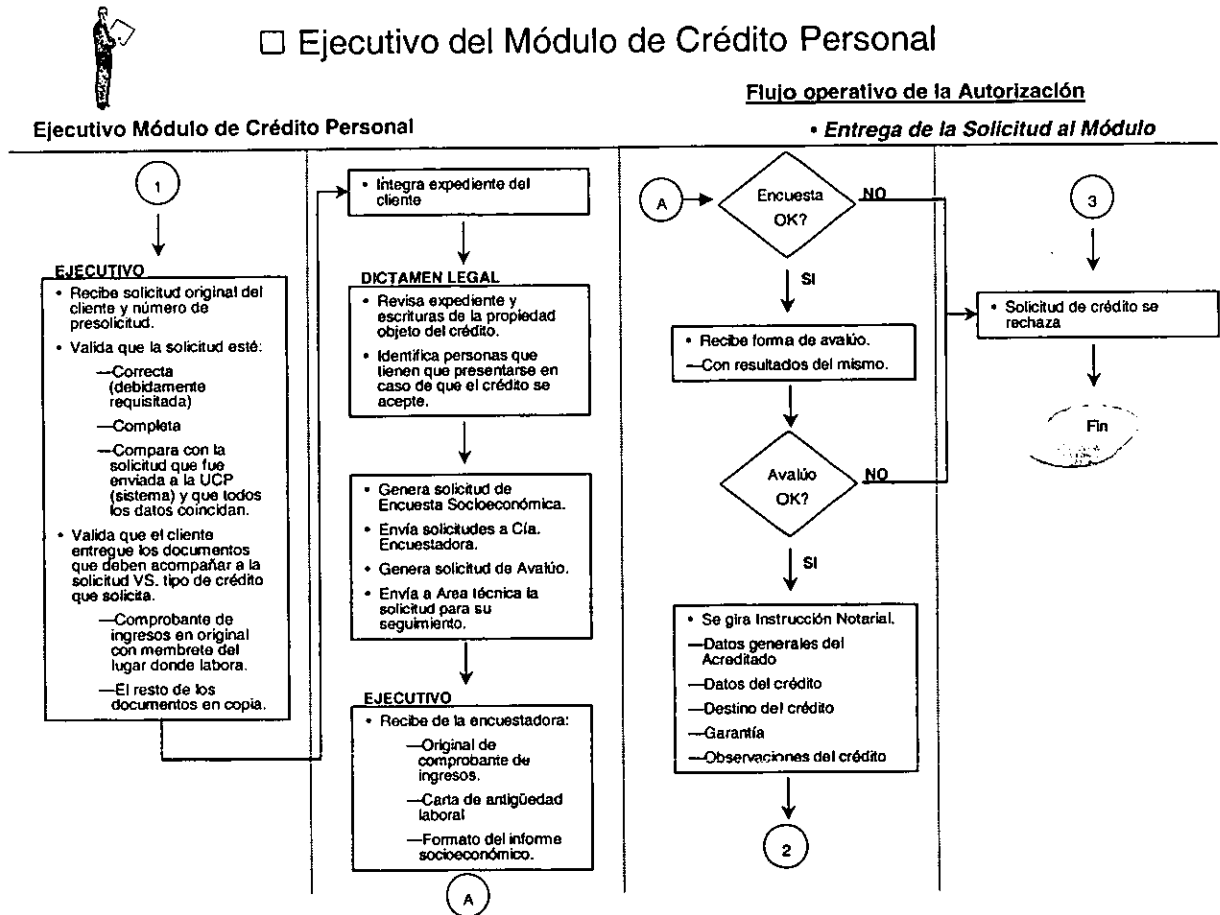 □ Ejecutivo del Módulo de Crédito Personal
Flujo operativo de la Autorización
Ejecutivo Módulo de Crédito Personal
• Entrega de la Solicitud al Módulo
1
EJECUTIVO
• Recibe solicitud original del
cliente y número de
presolicitud.
• Valida que la solicitud esté:
—Correcta
(debidamente
requisitada)
—Completa
—Compara con la
solicitud que fue
enviada a la UCP
(sistema) y que todos
los datos coincidan.
• Valida que el cliente
entregue los documentos
que deben acompañar a la
solicitud VS. tipo de crédito
que solicita.
—Comprobante de
ingresos en original
con membrete del
lugar donde labora.
—El resto de los
documentos en copia.
• Integra expediente del
cliente
DICTAMEN LEGAL
• Revisa expediente y
escrituras de la propiedad
objeto del crédito.
• Identifica personas que
tienen que presentarse en
caso de que el crédito se
acepte.
• Genera solicitud de
Encuesta Socioeconómica.
• Envía solicitudes a Cía.
Encuestadora.
• Genera solicitud de Avalúo.
• Envía a Area técnica la
solicitud para su
seguimiento.
EJECUTIVO
• Recibe de la encuestadora:
—Original de
comprobante de
ingresos.
—Carta de antigüedad
laboral
—Formato del informe
socioeconómico.
A
A
Encuesta
OK?
NO
SI
• Recibe forma de avalúo.
—Con resultados del mismo.
Avalúo
OK?
NO
SI
• Se gira Instrucción Notarial.
—Datos generales del
Acreditado
—Datos del crédito
—Destino del crédito
—Garantía
—Observaciones del crédito
2
3
• Solicitud de crédito se
rechaza
Fin